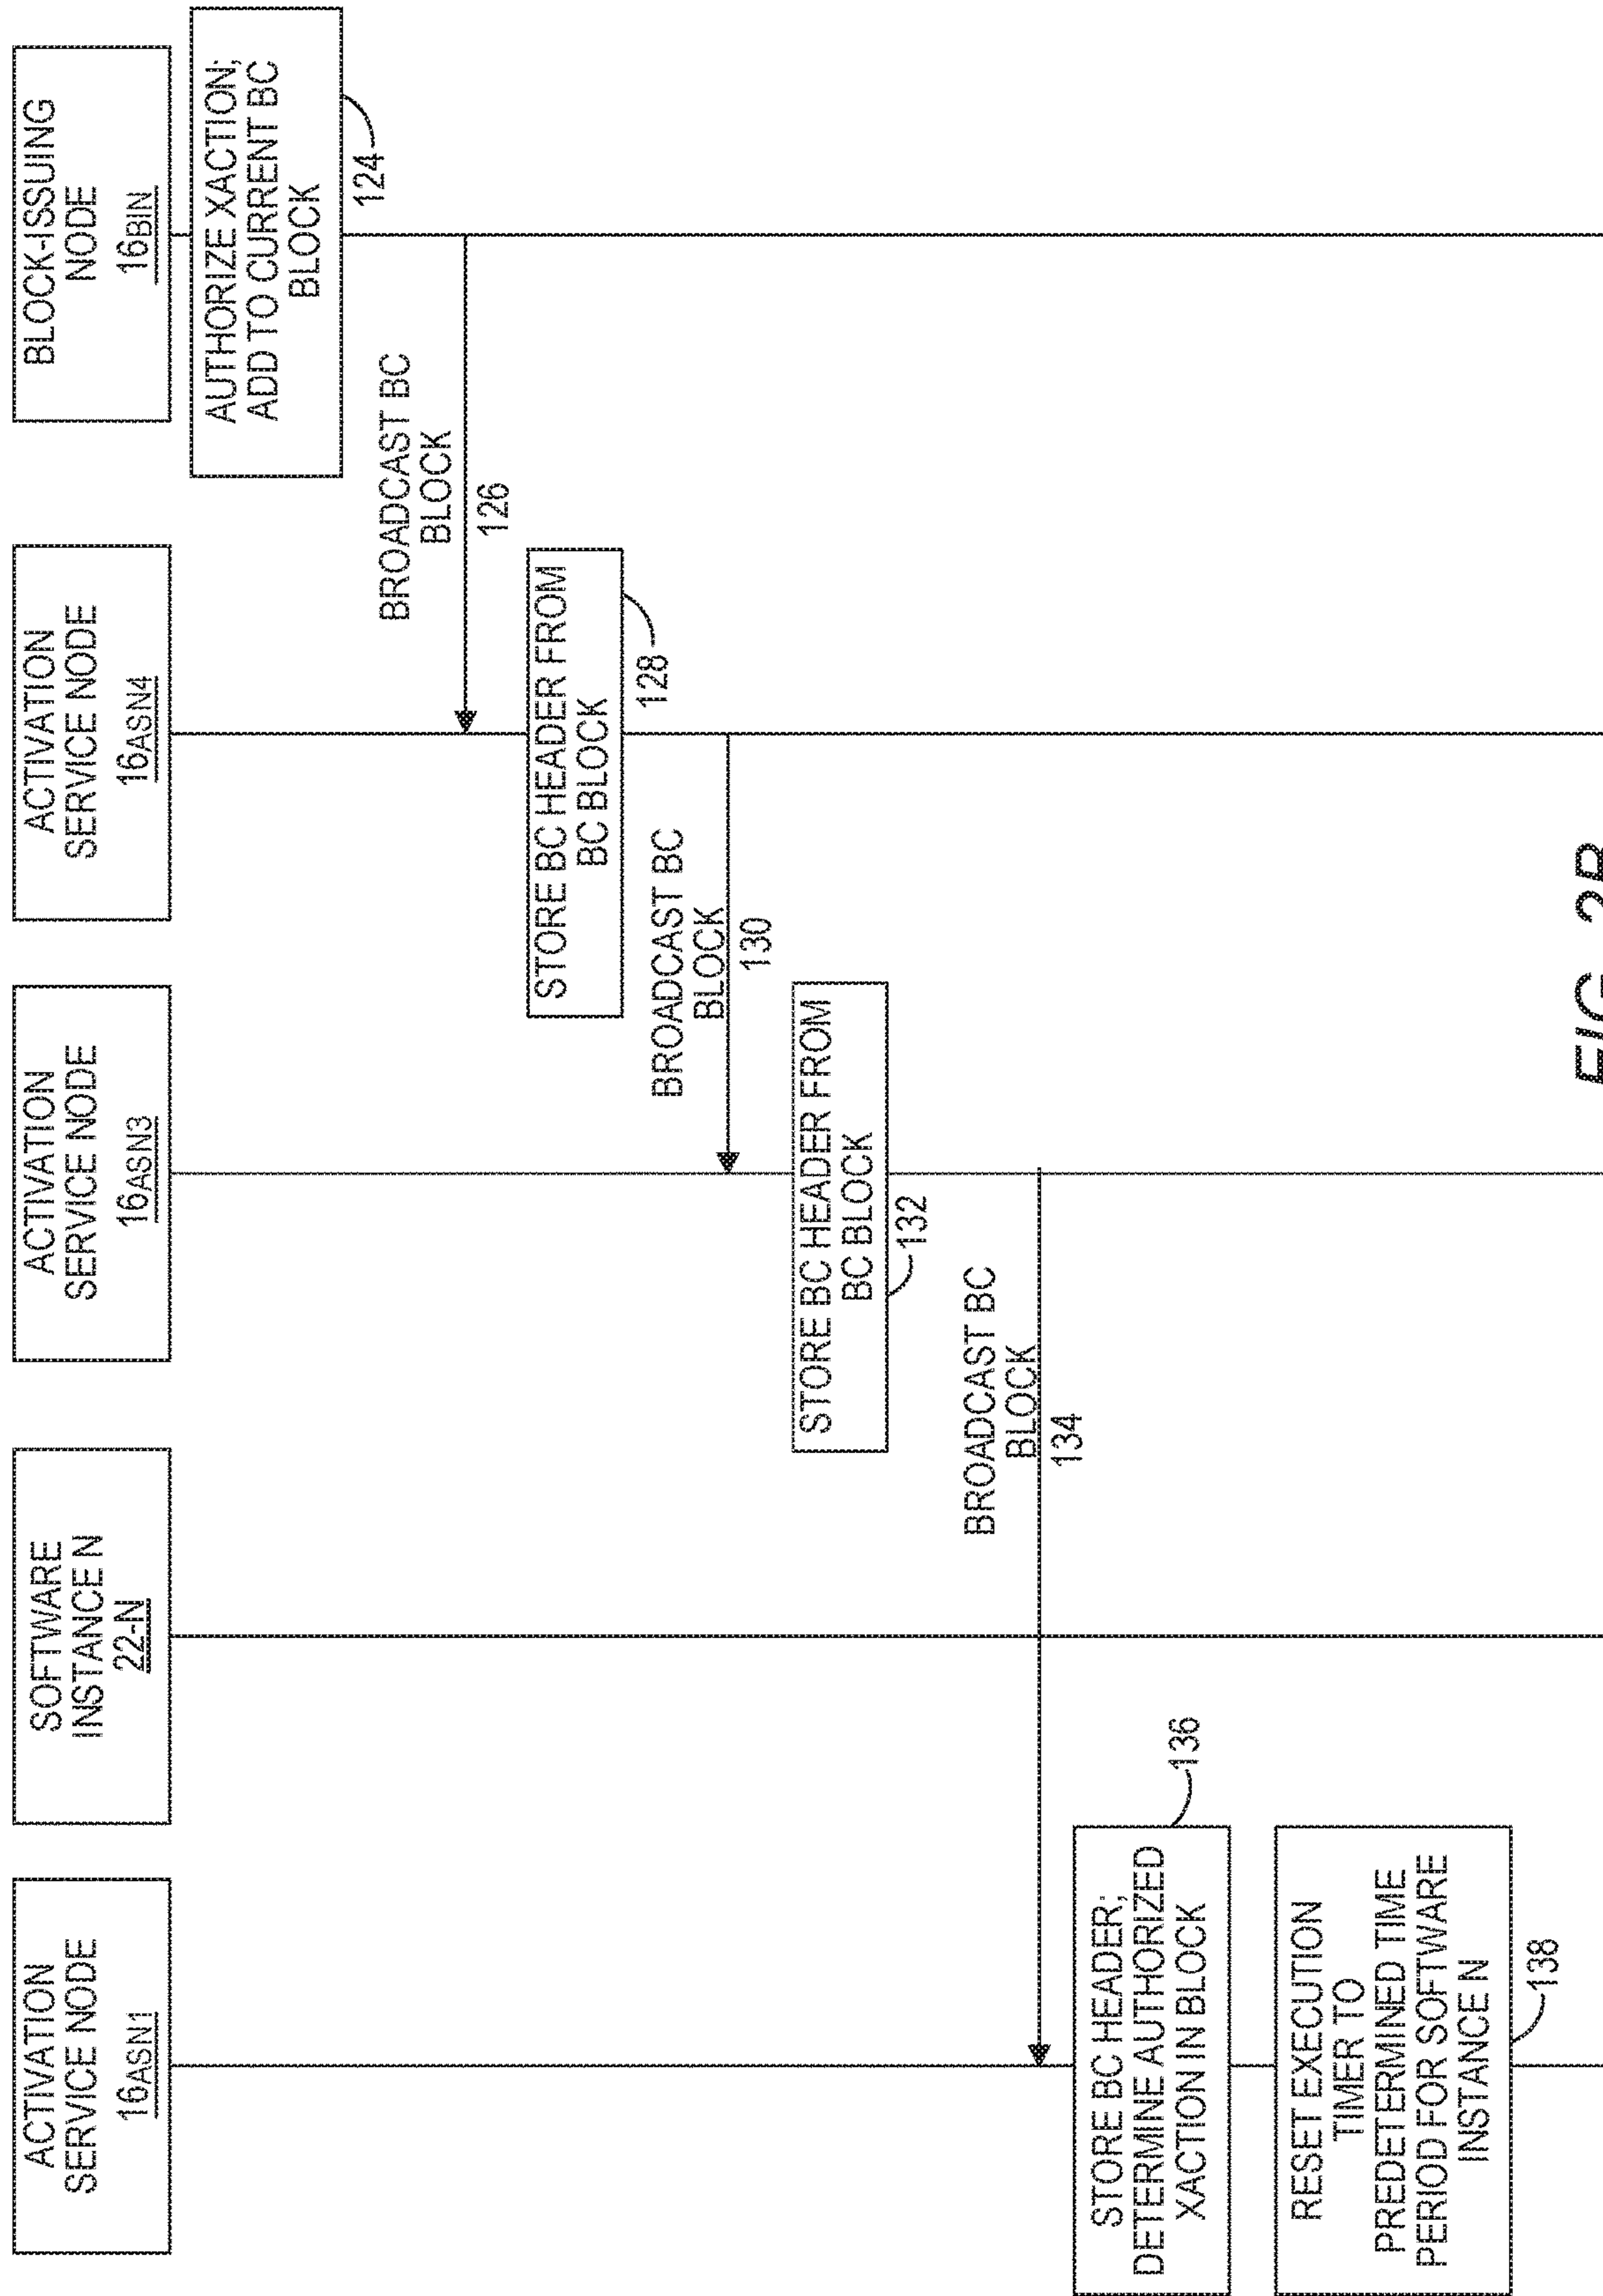 ACTIVATION
SERVICE NODE
16ASN1
SOFTWARE
INSTANCE N
22-N
ACTIVATION
SERVICE NODE
16ASN3
ACTIVATION
SERVICE NODE
16ASN4
BLOCK-ISSUING
NODE
16BIN
AUTHORIZE XACTION;
ADD TO CURRENT BC
BLOCK
124
BROADCAST BC
BLOCK
126
STORE BC HEADER FROM
BC BLOCK
128
BROADCAST BC
BLOCK
130
STORE BC HEADER FROM
BC BLOCK
132
BROADCAST BC
BLOCK
134
STORE BC HEADER;
DETERMINE AUTHORIZED
XACTION IN BLOCK
136
RESET EXECUTION
TIMER TO
PREDETERMINED TIME
PERIOD FOR SOFTWARE
INSTANCE N
138
FIG.